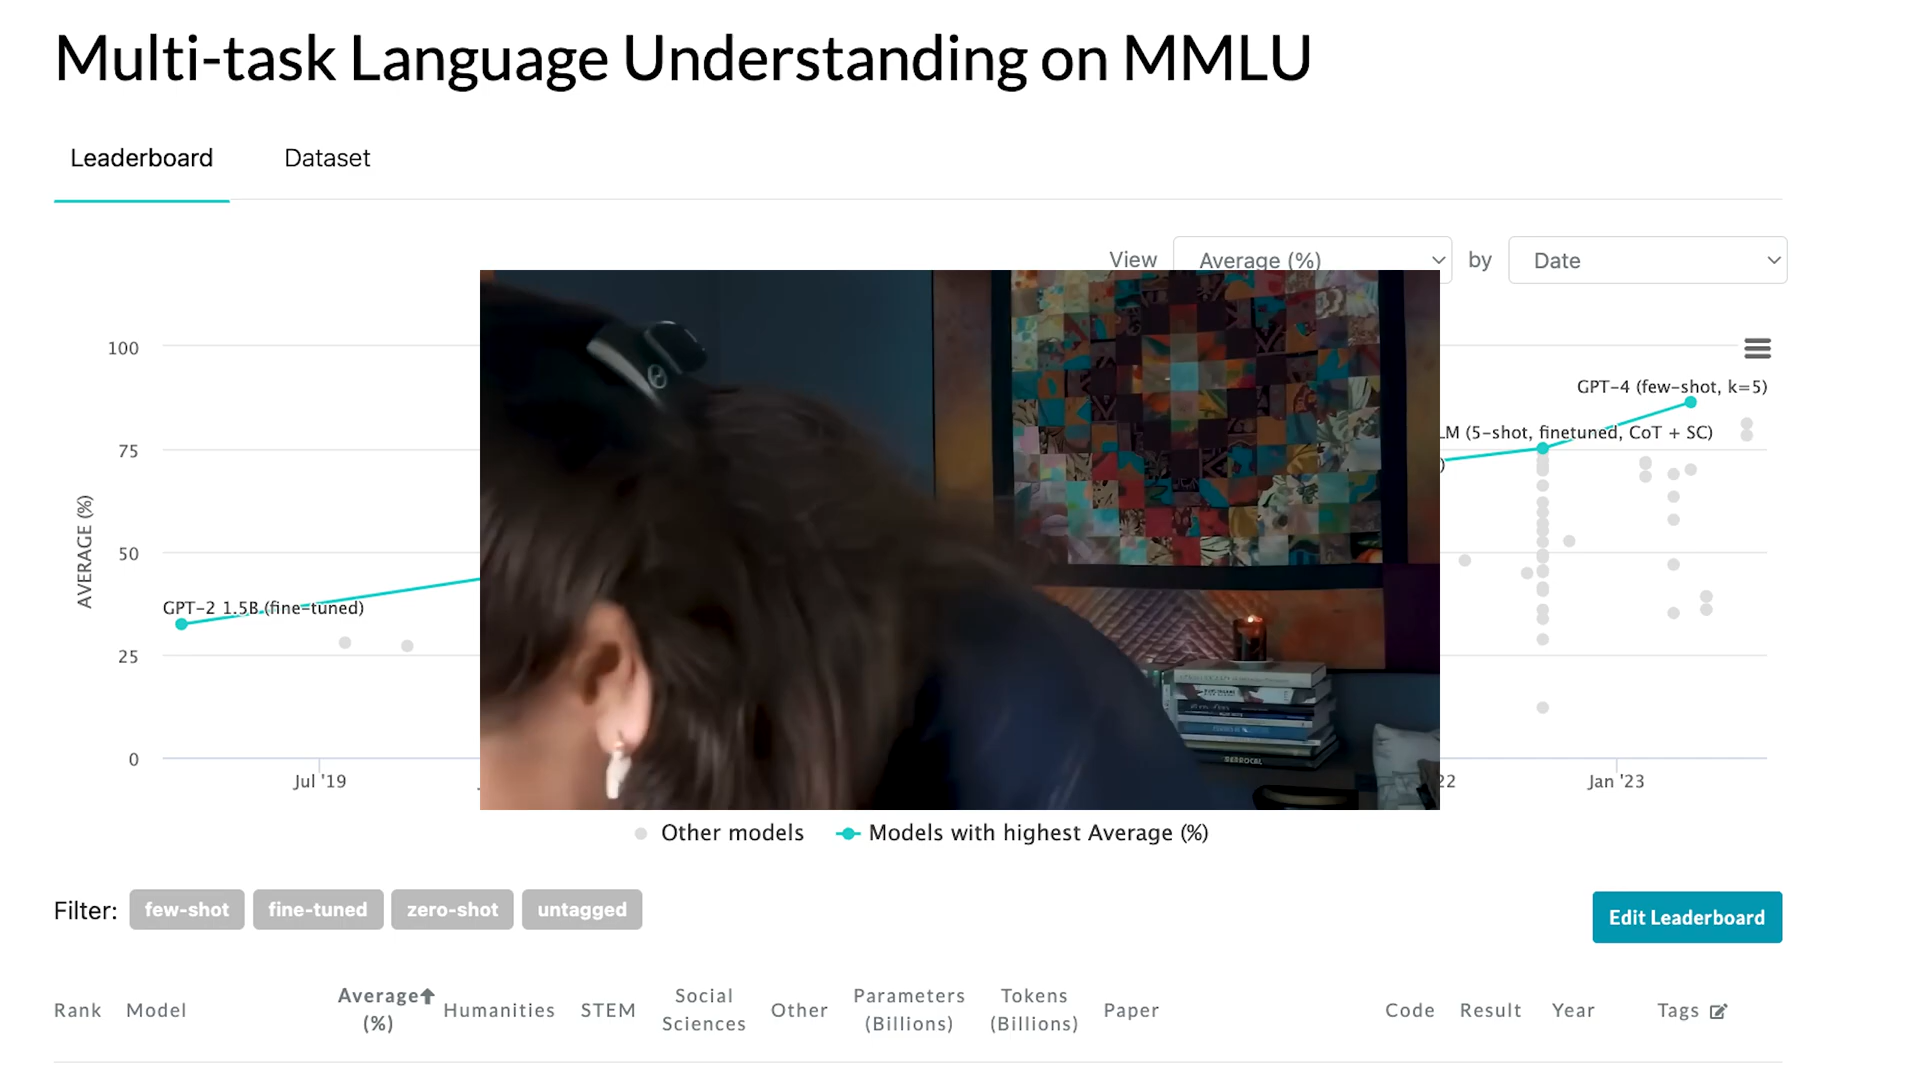 Multi-task Language Understanding on MMLU
Leaderboard Dataset
View Average (%) by Date
100
GPT-4 (few-shot, k=5)
LM (5-shot, finetuned, CoT + SC)
75
)
AVERAGE (%)
50
GPT-2 1.5B (fine-tuned)
25
0
Jul '19 22 Jan '23
RECIPROCAL
Other models Models with highest Average (%)
Filter: few-shot fine-tuned zero-shot untagged
Edit Leaderboard
Rank Model Average (%) Humanities STEM Social Sciences Other Parameters (Billions) Tokens (Billions) Paper Code Result Year Tags